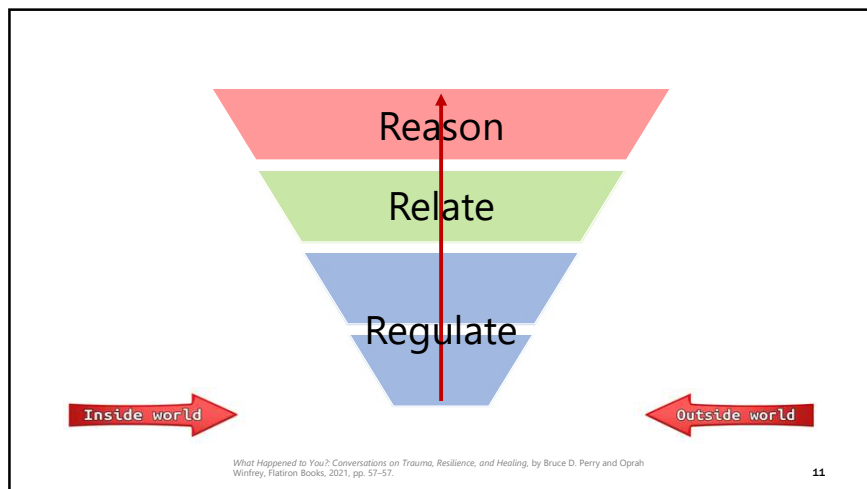 Reason
Relate
Regulate
Inside world
Outside world
What Happened to You?: Conversations on Trauma, Resilience, and Healing, by Bruce D. Perry and Oprah
Winfrey, Flatiron Books, 2021, pp. 57–57.
11